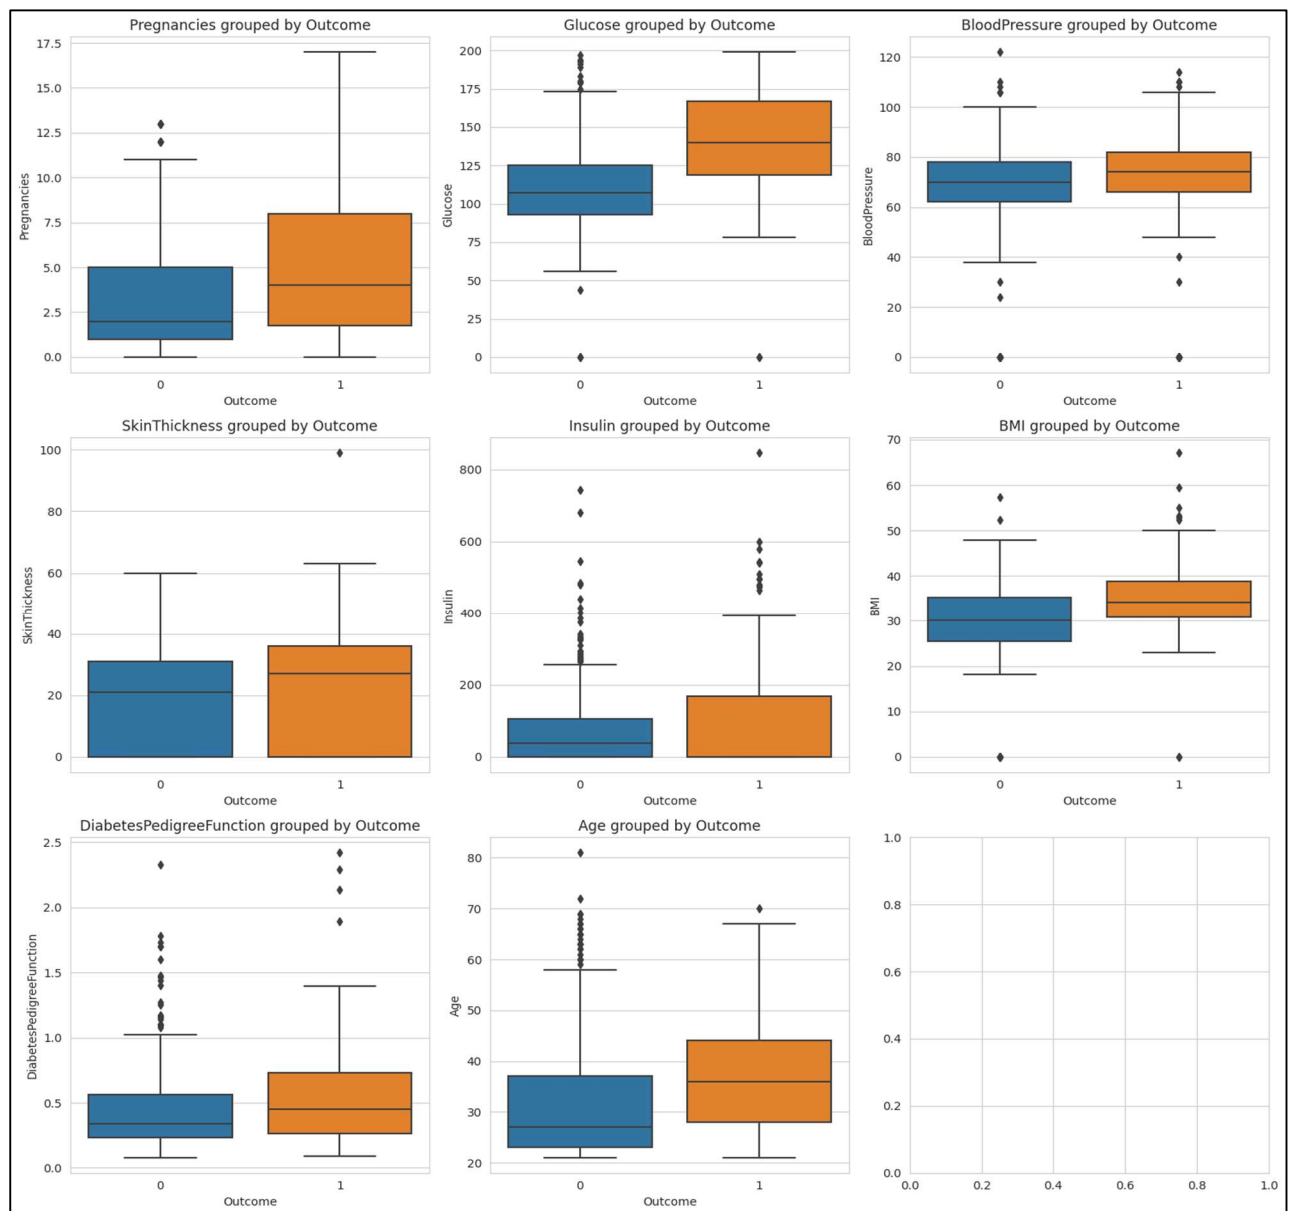 Pregnancies grouped by Outcome
17.5
15.0
12.5
10.0
7.5
5.0
2.5
0.0
Pregnancies
0 1
Outcome
Glucose grouped by Outcome
200
175
150
125
100
75
50
25
0
Glucose
0 1
Outcome
BloodPressure grouped by Outcome
120
100
80
60
40
20
0
BloodPressure
0 1
Outcome
SkinThickness grouped by Outcome
100
80
60
40
20
0
SkinThickness
0 1
Outcome
Insulin grouped by Outcome
800
600
400
200
0
Insulin
0 1
Outcome
BMI grouped by Outcome
70
60
50
40
30
20
10
0
BMI
0 1
Outcome
DiabetesPedigreeFunction grouped by Outcome
2.5
2.0
1.5
1.0
0.5
0.0
DiabetesPedigreeFunction
0 1
Outcome
Age grouped by Outcome
80
70
60
50
40
30
20
Age
0 1
Outcome
1.0
0.8
0.6
0.4
0.2
0.0
0.0 0.2 0.4 0.6 0.8 1.0